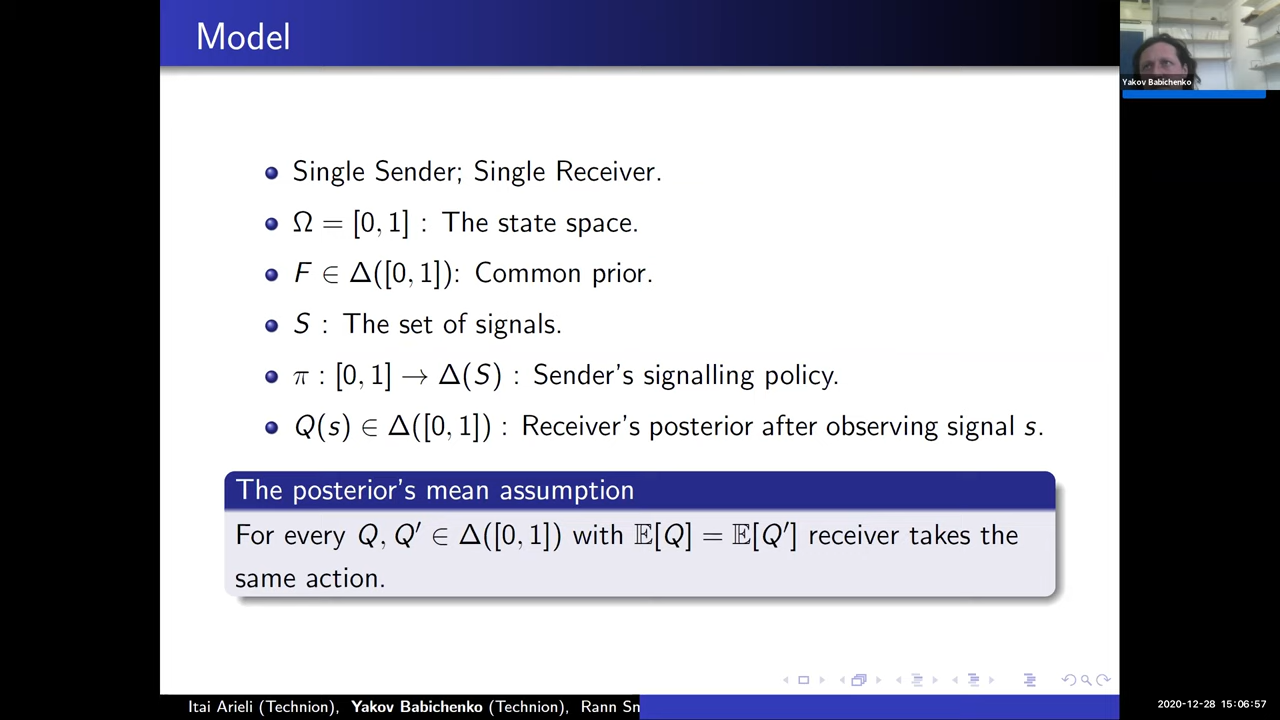 Model
Yakov Babichenko
Single Sender; Single Receiver.
Ω = [0, 1] : The state space.
F ∈ Δ([0, 1]): Common prior.
S : The set of signals.
π : [0, 1] → Δ(S) : Sender's signalling policy.
Q(s) ∈ Δ([0, 1]) : Receiver's posterior after observing signal s.
The posterior's mean assumption
For every Q, Q′ ∈ Δ([0, 1]) with 𝔼[Q] = 𝔼[Q′] receiver takes the
same action.
Itai Arieli (Technion), Yakov Babichenko (Technion), Rann Sm
2020-12-28 15:06:57